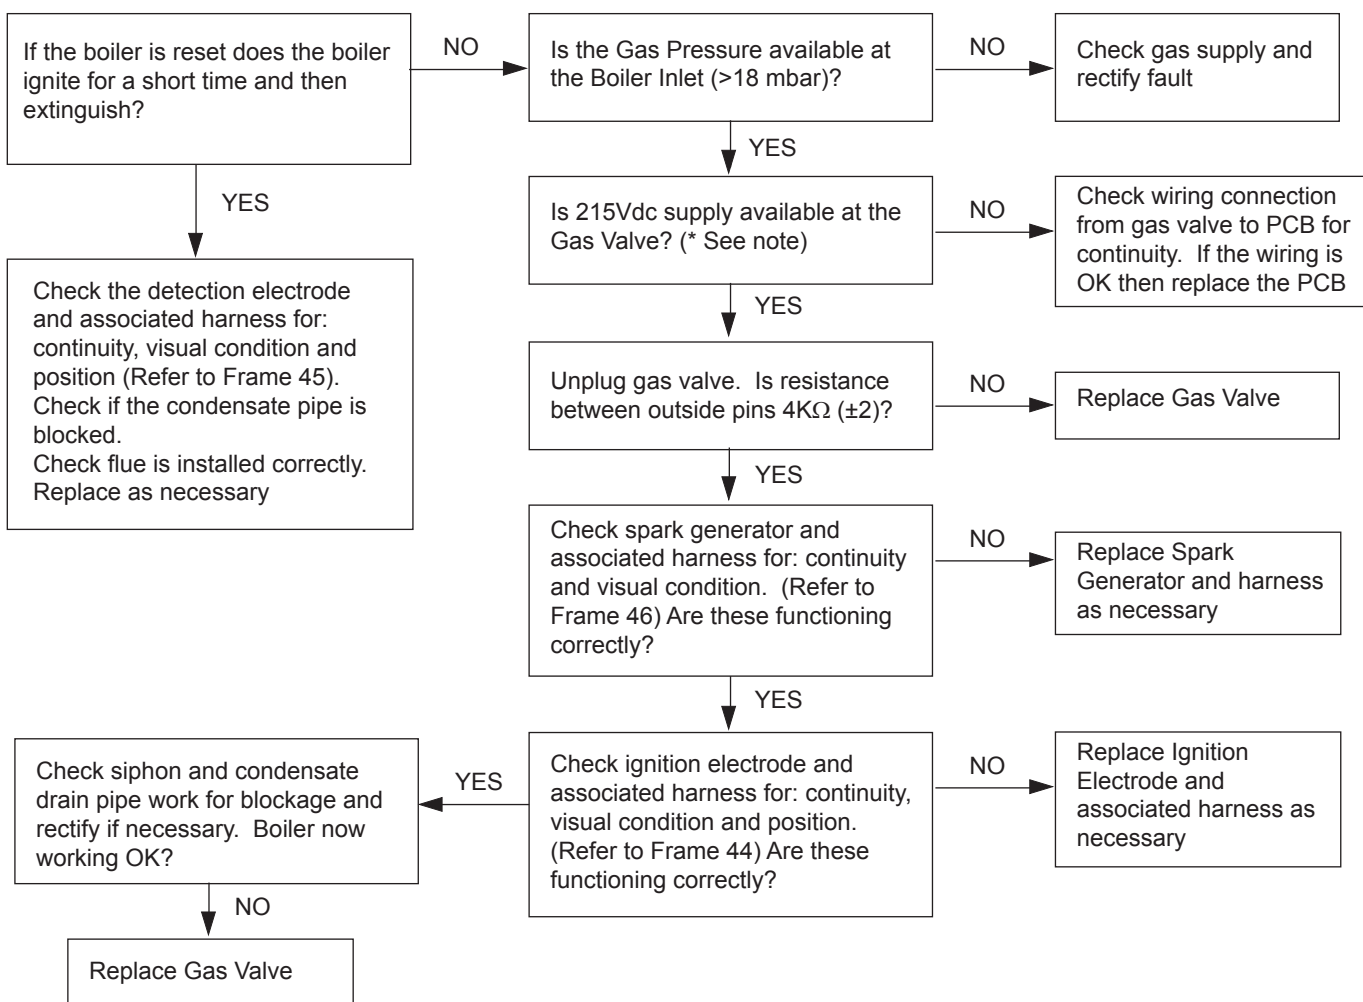 If the boiler is reset does the boiler
ignite for a short time and then
extinguish?
NO
Is the Gas Pressure available at
the Boiler Inlet (>18 mbar)?
NO
Check gas supply and
rectify fault
YES
YES
Check the detection electrode
and associated harness for:
continuity, visual condition and
position (Refer to Frame 45).
Check if the condensate pipe is
blocked.
Check flue is installed correctly.
Replace as necessary
Is 215Vdc supply available at the
Gas Valve? (* See note)
NO
Check wiring connection
from gas valve to PCB for
continuity.  If the wiring is
OK then replace the PCB
YES
Unplug gas valve.  Is resistance
between outside pins 4KΩ (±2)?
NO
Replace Gas Valve
YES
Check spark generator and
associated harness for: continuity
and visual condition.  (Refer to
Frame 46) Are these functioning
correctly?
NO
Replace Spark
Generator and harness
as necessary
YES
Check ignition electrode and
associated harness for: continuity,
visual condition and position.
(Refer to Frame 44) Are these
functioning correctly?
NO
Replace Ignition
Electrode and
associated harness as
necessary
YES
Check siphon and condensate
drain pipe work for blockage and
rectify if necessary.  Boiler now
working OK?
NO
Replace Gas Valve